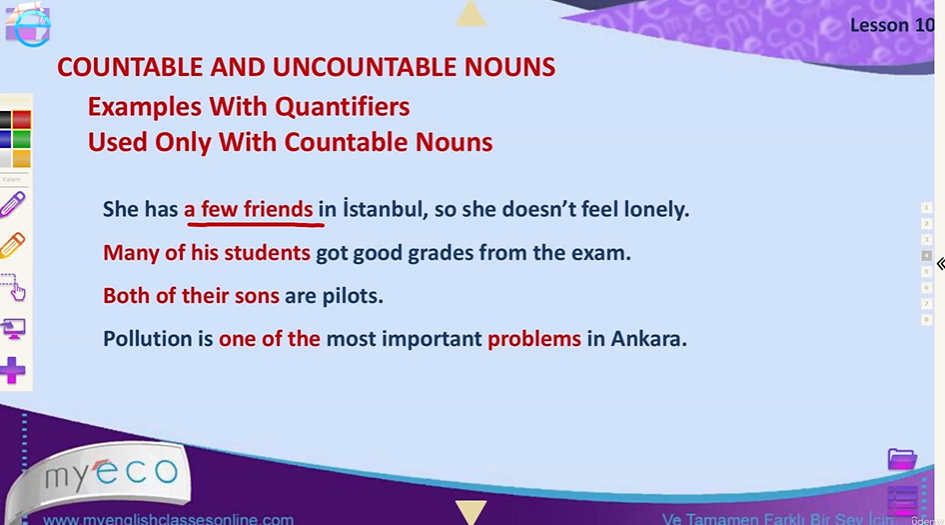 Lesson 10
COUNTABLE AND UNCOUNTABLE NOUNS
Examples With Quantifiers
Used Only With Countable Nouns
Kalem
She has a few friends in İstanbul, so she doesn’t feel lonely.
Many of his students got good grades from the exam.
Both of their sons are pilots.
Pollution is one of the most important problems in Ankara.
1
2
3
4
5
6
7
8
myeco
www.myenglishclassesonline.com
Ve Tamamen Farklı Bir Şey İçin
ûdemy